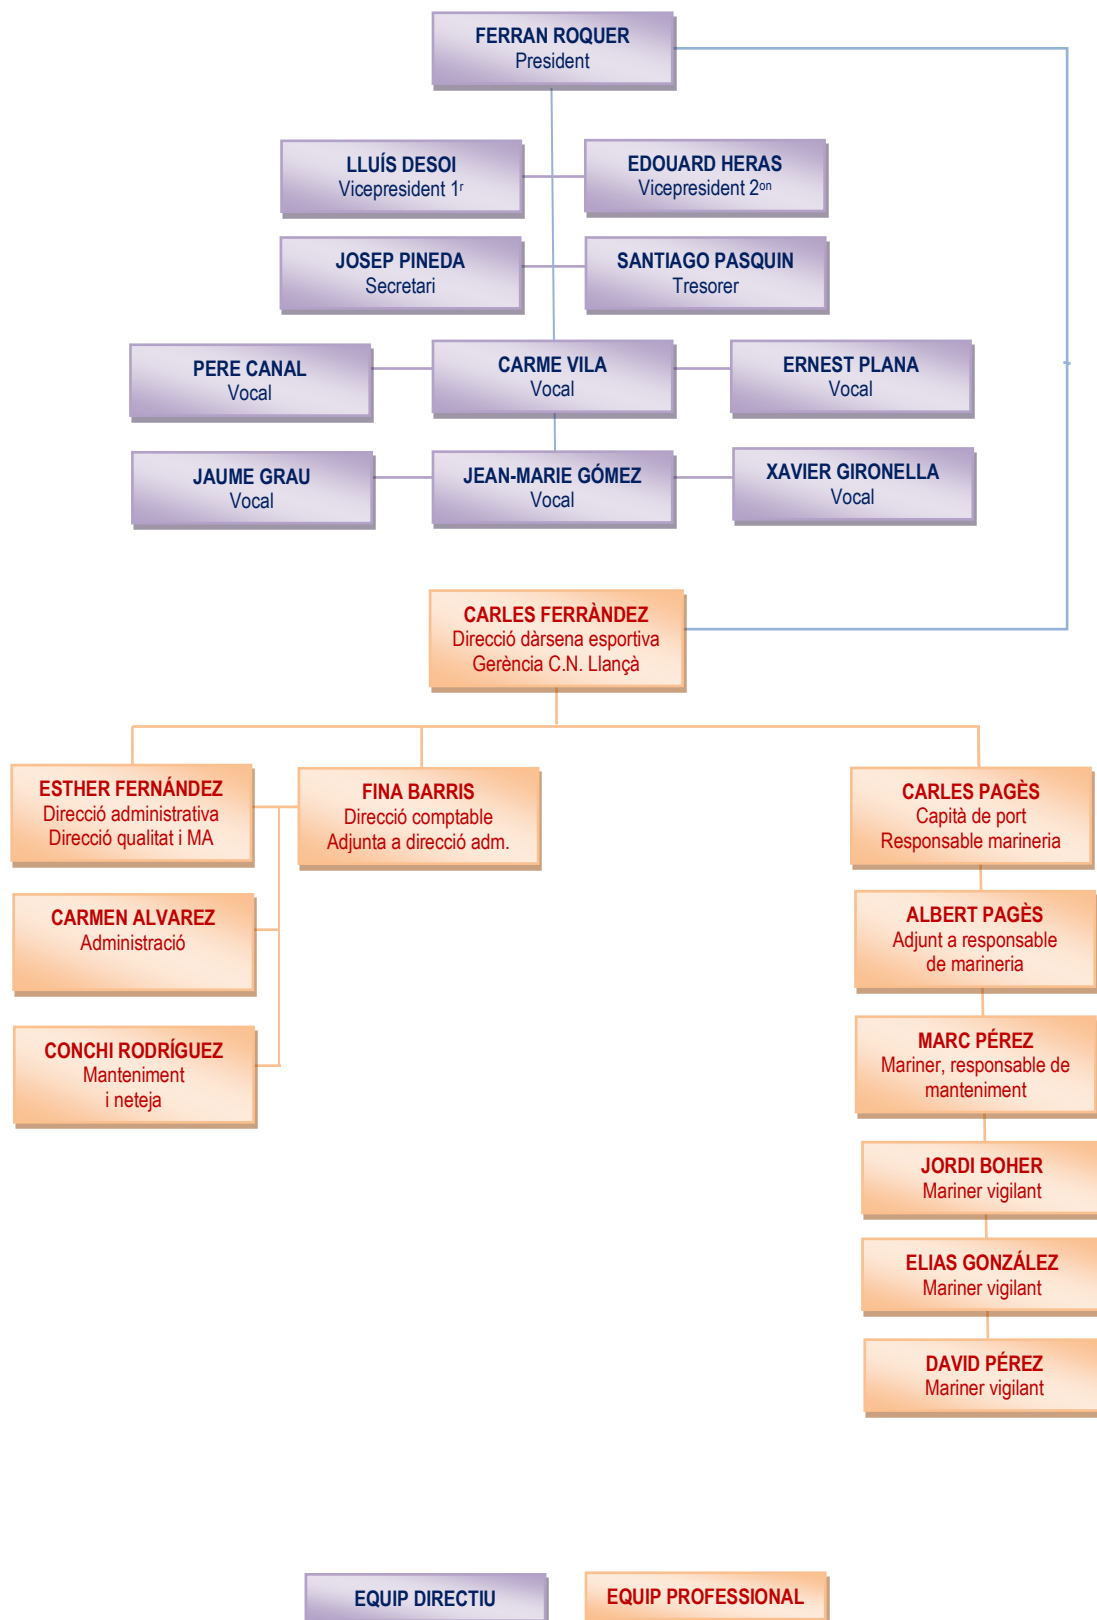 FERRAN ROQUER
President
LLUÍS DESOI
Vicepresident 1r
EDOUARD HERAS
Vicepresident 2on
JOSEP PINEDA
Secretari
SANTIAGO PASQUIN
Tresorer
PERE CANAL
Vocal
CARME VILA
Vocal
ERNEST PLANA
Vocal
JAUME GRAU
Vocal
JEAN-MARIE GÓMEZ
Vocal
XAVIER GIRONELLA
Vocal
CARLES FERRÀNDEZ
Direcció dàrsena esportiva
Gerència C.N. Llançà
ESTHER FERNÁNDEZ
Direcció administrativa
Direcció qualitat i MA
FINA BARRIS
Direcció comptable
Adjunta a direcció adm.
CARLES PAGÈS
Capità de port
Responsable marineria
CARMEN ALVAREZ
Administració
ALBERT PAGÈS
Adjunt a responsable
de marineria
CONCHI RODRÍGUEZ
Manteniment
i neteja
MARC PÉREZ
Mariner, responsable de
manteniment
JORDI BOHER
Mariner vigilant
ELIAS GONZÁLEZ
Mariner vigilant
DAVID PÉREZ
Mariner vigilant
EQUIP DIRECTIU
EQUIP PROFESSIONAL